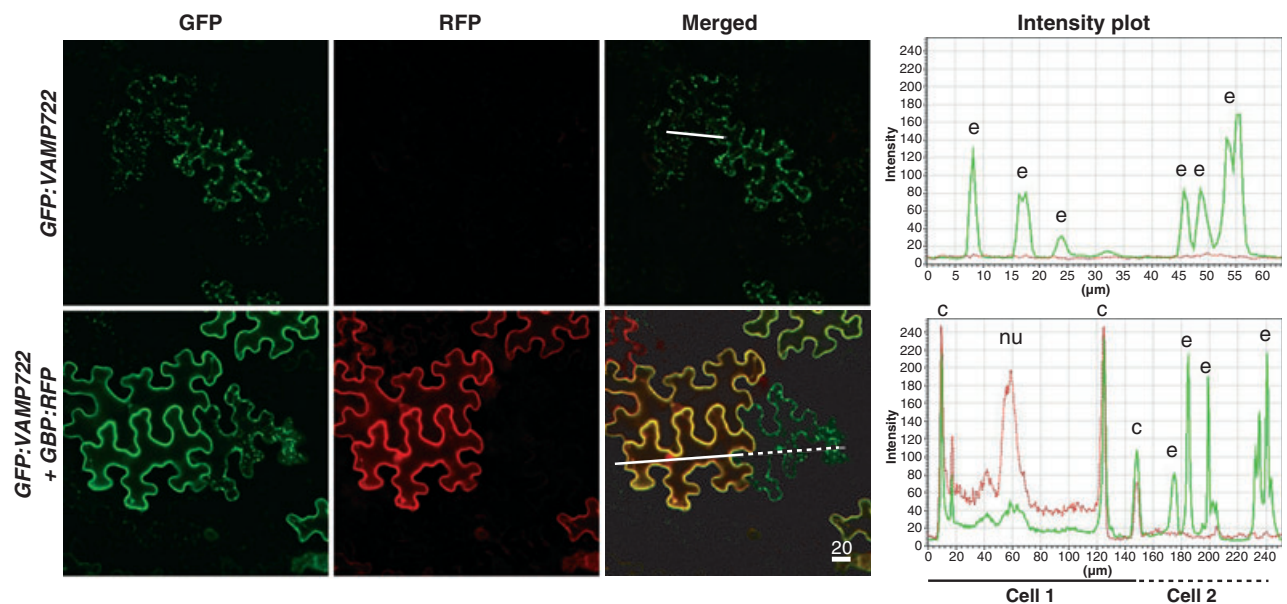 GFP RFP Merged Intensity plot
GFP:VAMP722
240
220
200
180
160
140
120
100
80
60
40
20
0
Intensity
e e e e e e
0 5 10 15 20 25 30 35 40 45 50 55 60
(µm)
GFP:VAMP722
+ GBP:RFP
20
240
220
200
180
160
140
120
100
80
60
40
20
0
Intensity
c nu c c e e e e
0 20 40 60 80 100 120 140 160 180 200 220 240
(µm)
Cell 1 Cell 2